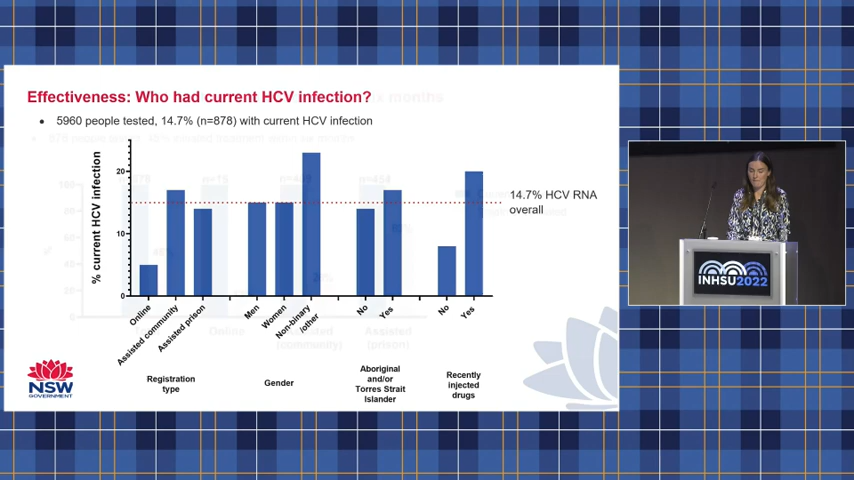 Effectiveness: Who had current HCV infection?
• 5960 people tested, 14.7% (n=878) with current HCV infection
% current HCV infection
20
10
0
14.7% HCV RNA
overall
Online
Assisted community
Assisted prison
Men
Women
Non-binary
/other
No
Yes
No
Yes
Registration
type
Gender
Aboriginal
and/or
Torres Strait
Islander
Recently
injected
drugs
NSW
GOVERNMENT
INHSU2022